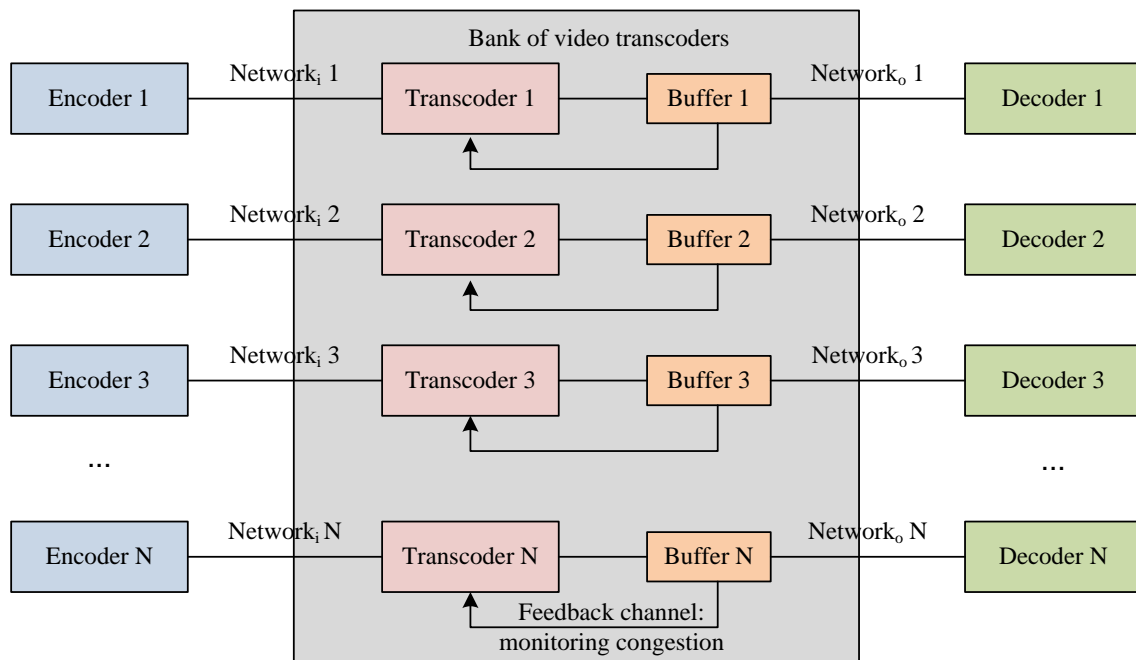 Bank of video transcoders
Encoder 1
Networkᵢ 1
Transcoder 1
Buffer 1
Networkₒ 1
Decoder 1
Encoder 2
Networkᵢ 2
Transcoder 2
Buffer 2
Networkₒ 2
Decoder 2
Encoder 3
Networkᵢ 3
Transcoder 3
Buffer 3
Networkₒ 3
Decoder 3
...
...
Encoder N
Networkᵢ N
Transcoder N
Buffer N
Networkₒ N
Decoder N
Feedback channel:
monitoring congestion